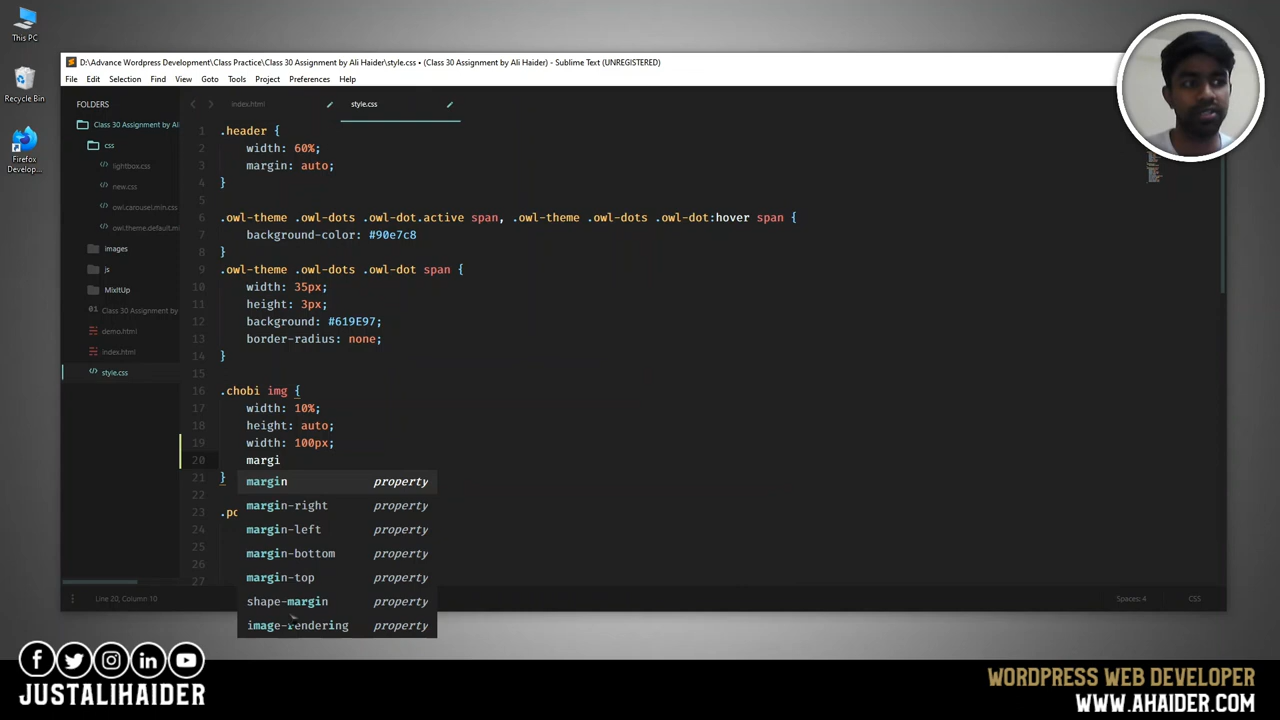 This PC
Recycle Bin
Firefox
Develop...
D:\Advance Wordpress Development\Class Practice\Class 30 Assignment by Ali Haider\style.css • (Class 30 Assignment by Ali Haider) - Sublime Text (UNREGISTERED)
File Edit Selection Find View Goto Tools Project Preferences Help
FOLDERS
Class 30 Assignment by Al
css
lightbox.css
new.css
owl.carousel.min.css
owl.theme.default.m
images
js
MixItUp
Class 30 Assignment by
demo.html
index.html
style.css
index.html
style.css
1 .header {
2 width: 60%;
3 margin: auto;
4 }
5
6 .owl-theme .owl-dots .owl-dot.active span, .owl-theme .owl-dots .owl-dot:hover span {
7 background-color: #90e7c8
8 }
9 .owl-theme .owl-dots .owl-dot span {
10 width: 35px;
11 height: 3px;
12 background: #619E97;
13 border-radius: none;
14 }
15
16 .chobi img {
17 width: 10%;
18 height: auto;
19 width: 100px;
20 margi
21 }
22
23 .po
24
25
26
27
margin property
margin-right property
margin-left property
margin-bottom property
margin-top property
shape-margin property
image-rendering property
Line 20, Column 10
Spaces: 4
CSS
JUSTALIHAIDER
WORDPRESS WEB DEVELOPER
WWW.AHAIDER.COM